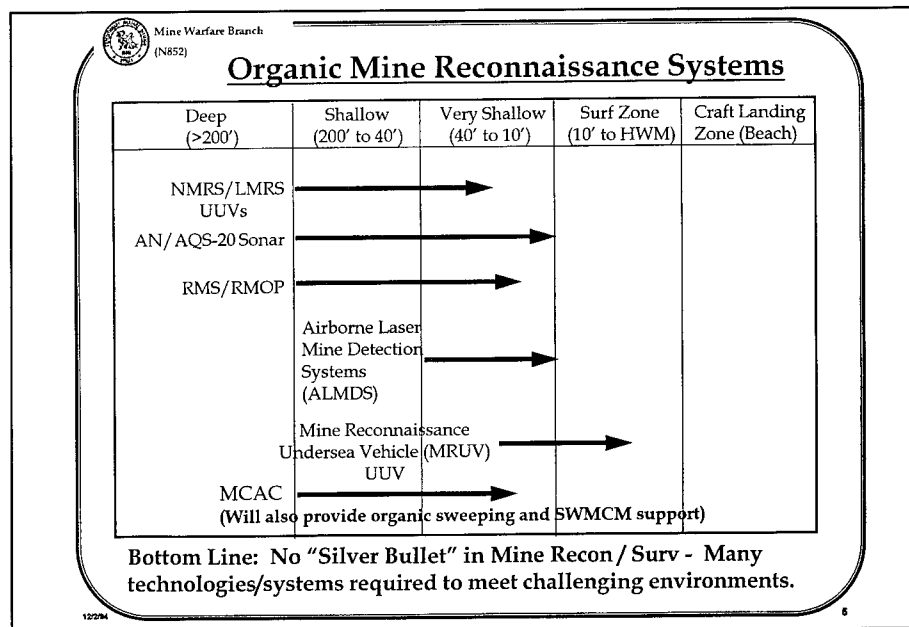 Mine Warfare Branch
(N852)
Organic Mine Reconnaissance Systems
Deep
(>200')
Shallow
(200' to 40')
Very Shallow
(40' to 10')
Surf Zone
(10' to HWM)
Craft Landing
Zone (Beach)
NMRS/LMRS
UUVs
AN/AQS-20 Sonar
RMS/RMOP
Airborne Laser
Mine Detection
Systems
(ALMDS)
Mine Reconnaissance
Undersea Vehicle (MRUV)
UUV
MCAC
(Will also provide organic sweeping and SWMCM support)
Bottom Line: No "Silver Bullet" in Mine Recon / Surv - Many
technologies/systems required to meet challenging environments.
12/2/94